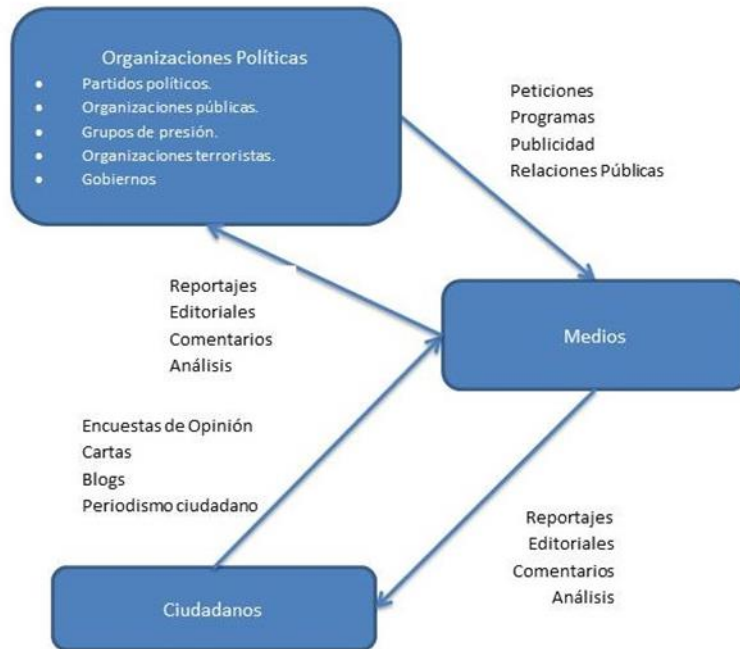 Organizaciones Políticas
• Partidos políticos.
• Organizaciones públicas.
• Grupos de presión.
• Organizaciones terroristas.
• Gobiernos
Peticiones
Programas
Publicidad
Relaciones Públicas
Reportajes
Editoriales
Comentarios
Análisis
Medios
Encuestas de Opinión
Cartas
Blogs
Periodismo ciudadano
Reportajes
Editoriales
Comentarios
Análisis
Ciudadanos